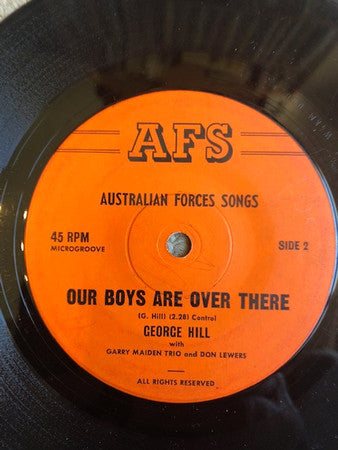 AFS
AUSTRALIAN FORCES SONGS
45 RPM
MICROGROOVE
SIDE 2
OUR BOYS ARE OVER THERE
(G. Hill) (2.28) Control
GEORGE HILL
with
GARRY MAIDEN TRIO and DON LEWERS
ALL RIGHTS RESERVED